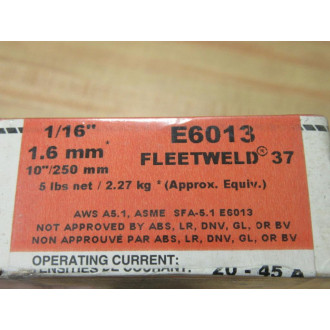 1/16" E6013
1.6 mm* FLEETWELD® 37
10"/250 mm
5 lbs net / 2.27 kg * (Approx. Equiv.)
AWS A5.1, ASME SFA-5.1 E6013
NOT APPROVED BY ABS, LR, DNV, GL, OR BV
NON APPROUVÉ PAR ABS, LR, DNV, GL, OR BV
OPERATING CURRENT:
20 - 45 A